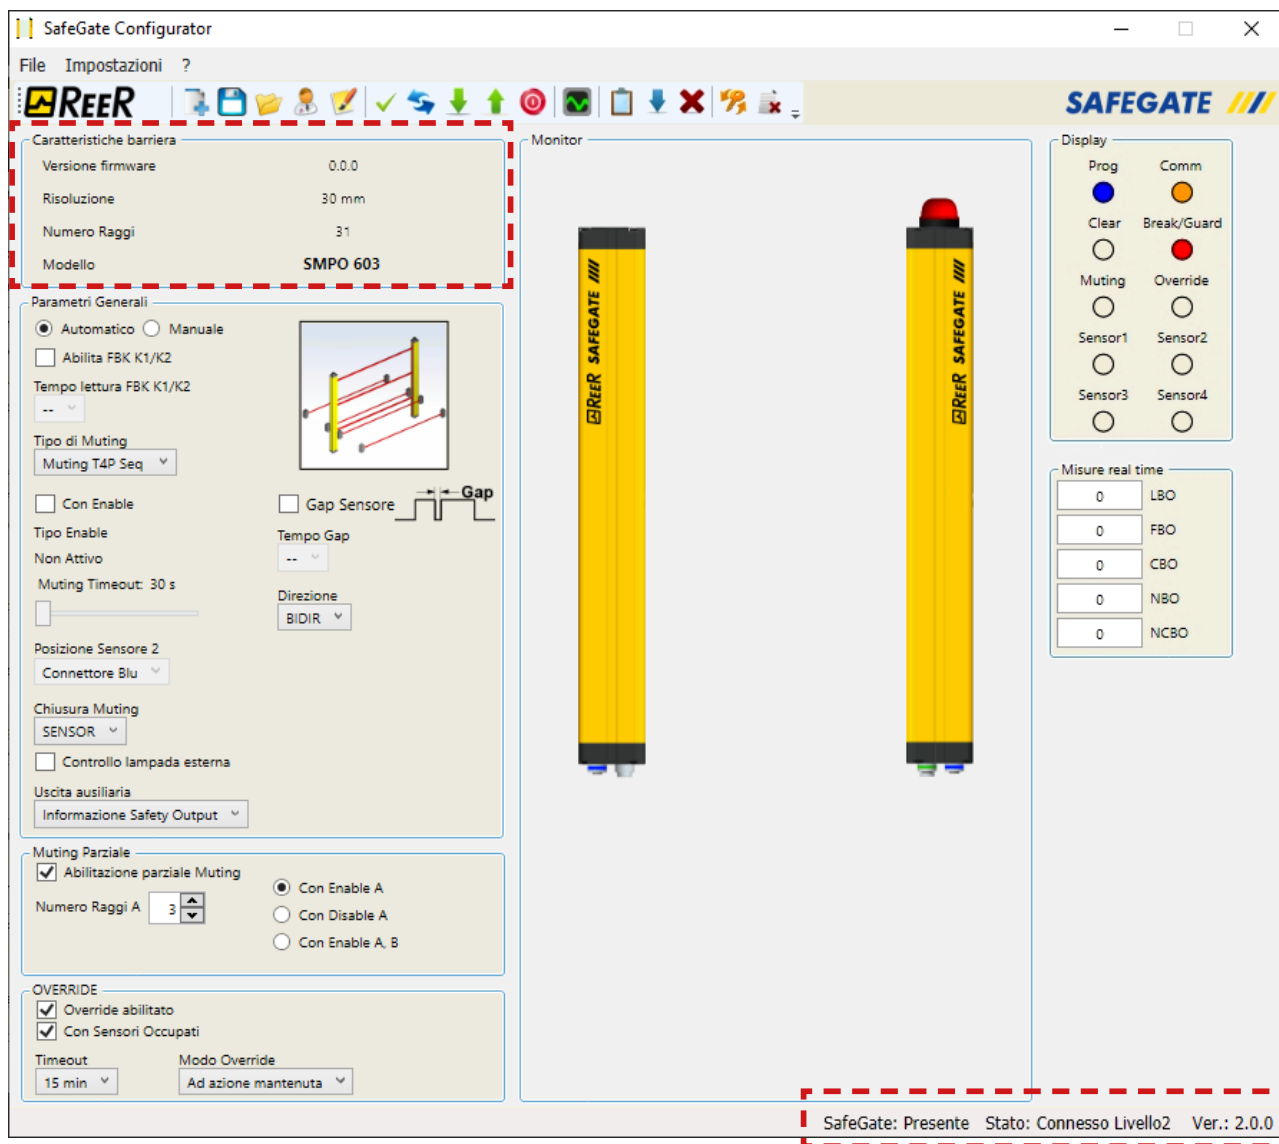 SafeGate Configurator
File Impostazioni ?
REER
SAFEGATE
Caratteristiche barriera
Versione firmware 0.0.0
Risoluzione 30 mm
Numero Raggi 31
Modello SMPO 603
Parametri Generali
Automatico Manuale
Abilita FBK K1/K2
Tempo lettura FBK K1/K2
--
Tipo di Muting
Muting T4P Seq
Con Enable
Gap Sensore
Gap
Tipo Enable
Tempo Gap
Non Attivo
--
Muting Timeout: 30 s
Direzione
BIDIR
Posizione Sensore 2
Connettore Blu
Chiusura Muting
SENSOR
Controllo lampada esterna
Uscita ausiliaria
Informazione Safety Output
Muting Parziale
Abilitazione parziale Muting
Numero Raggi A 3
Con Enable A
Con Disable A
Con Enable A, B
OVERRIDE
Override abilitato
Con Sensori Occupati
Timeout Modo Override
15 min Ad azione mantenuta
Monitor
REER SAFEGATE
REER SAFEGATE
Display
Prog Comm
Clear Break/Guard
Muting Override
Sensor1 Sensor2
Sensor3 Sensor4
Misure real time
0 LBO
0 FBO
0 CBO
0 NBO
0 NCBO
SafeGate: Presente Stato: Connesso Livello2 Ver.: 2.0.0